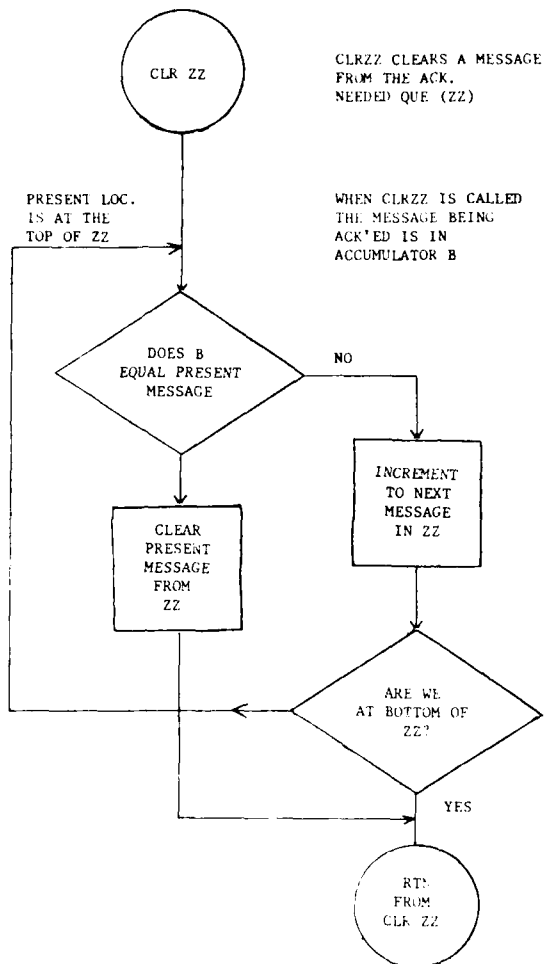 CLR ZZ
CLRZZ CLEARS A MESSAGE
FROM THE ACK.
NEEDED QUE (ZZ)
PRESENT LOC.
IS AT THE
TOP OF ZZ
WHEN CLRZZ IS CALLED
THE MESSAGE BEING
ACK'ED IS IN
ACCUMULATOR B
DOES B
EQUAL PRESENT
MESSAGE
NO
INCREMENT
TO NEXT
MESSAGE
IN ZZ
CLEAR
PRESENT
MESSAGE
FROM
ZZ
ARE WE
AT BOTTOM OF
ZZ?
YES
RTN
FROM
CLR ZZ